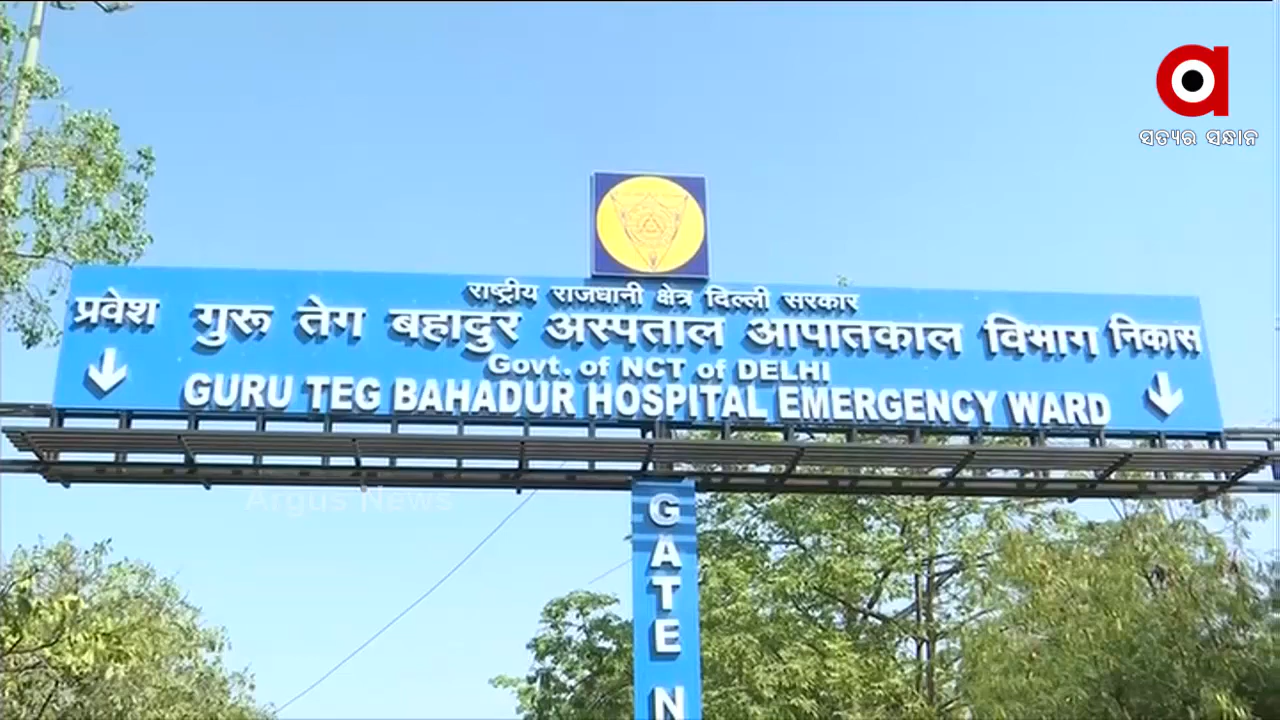 ସତ୍ୟର ସନ୍ଧାନ
राष्ट्रीय राजधानी क्षेत्र दिल्ली सरकार
प्रवेश गुरू तेग बहादुर अस्पताल आपातकाल विभाग निकास
Govt. of NCT of DELHI
GURU TEG BAHADUR HOSPITAL EMERGENCY WARD
Argus News
GATE N